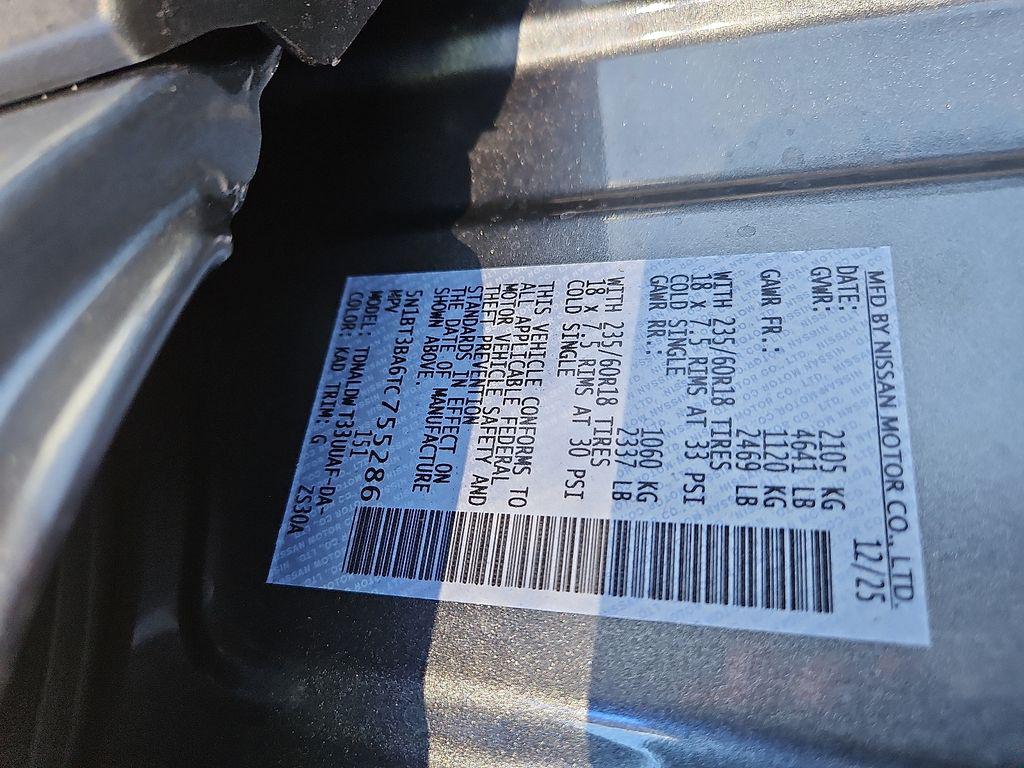 MFD BY NISSAN MOTOR CO., LTD.
DATE: 12/25
GVWR: 2105 KG
4641 LB
GAWR FR.: 1120 KG
2469 LB
WITH 235/60R18 TIRES
18 X 7.5 RIMS AT 33 PSI
COLD SINGLE
GAWR RR.: 1060 KG
2337 LB
WITH 235/60R18 TIRES
18 X 7.5 RIMS AT 30 PSI
COLD SINGLE
THIS VEHICLE CONFORMS TO
ALL APPLICABLE FEDERAL
MOTOR VEHICLE SAFETY AND
THEFT PREVENTION
STANDARDS IN EFFECT ON
THE DATE OF MANUFACTURE
SHOWN ABOVE.
5N1BT3BA6TC755286
MPV 1SI
MODEL: TDWALDWT33UWAF-DA-
COLOR: KAD TRIM: G ZS30A